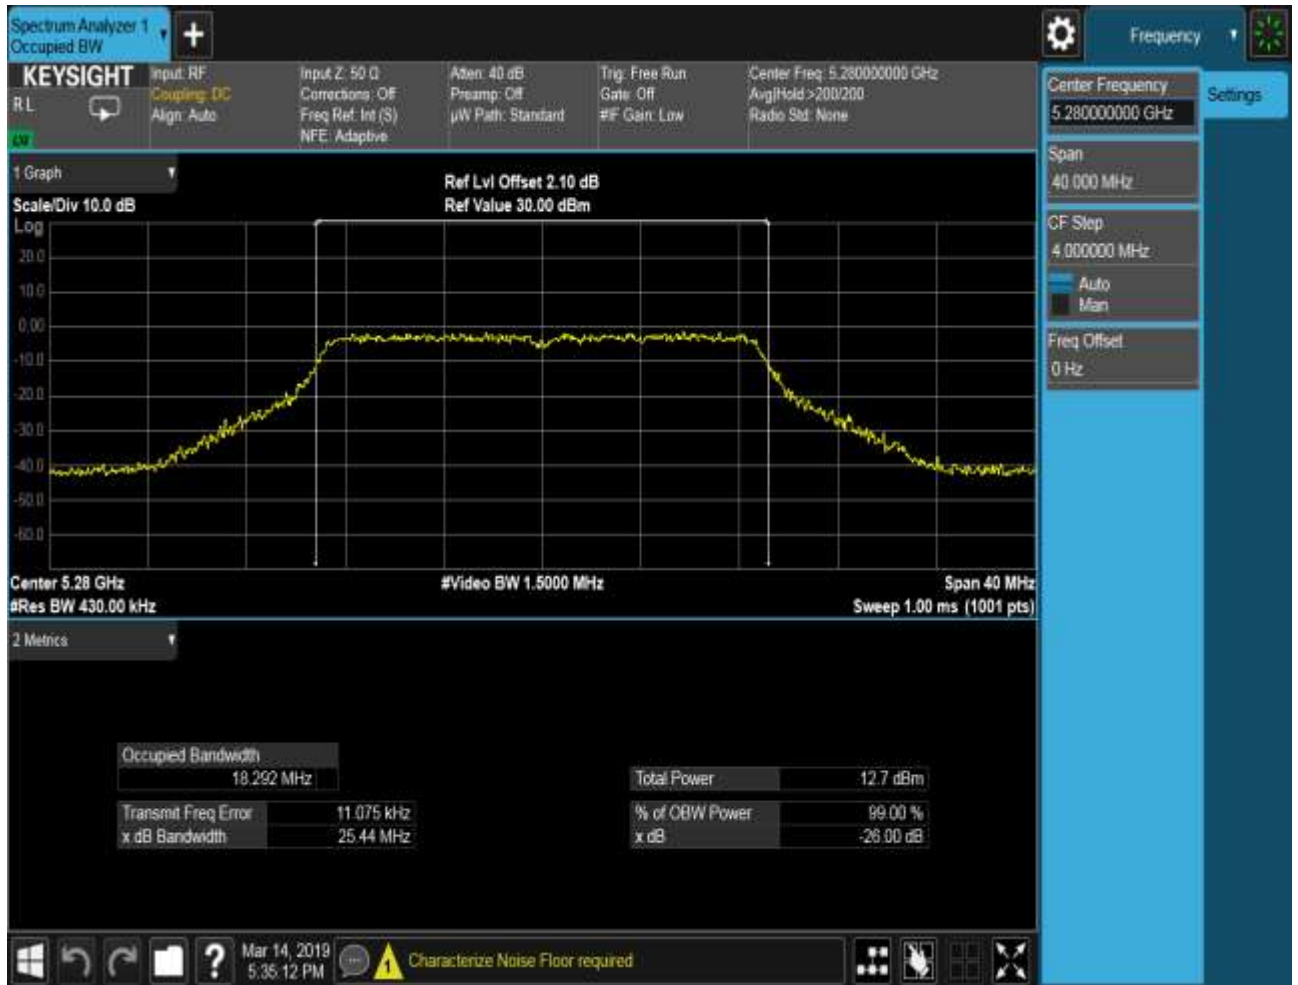 Spectrum Analyzer 1
Occupied BW
Frequency
KEYSIGHT
R L
Input: RF
Coupling: DC
Align: Auto
Input Z: 50 Ω
Corrections: Off
Freq Ref: Int (S)
NFE: Adaptive
Atten: 40 dB
Preamp: Off
µW Path: Standard
Trig: Free Run
Gate: Off
#IF Gain: Low
Center Freq: 5.280000000 GHz
Avg|Hold:>200/200
Radio Std: None
Center Frequency
5.280000000 GHz
Settings
Span
40.000 MHz
CF Step
4.000000 MHz
Auto
Man
Freq Offset
0 Hz
1 Graph
Scale/Div 10.0 dB
Ref Lvl Offset 2.10 dB
Ref Value 30.00 dBm
Log
20.0
10.0
0.00
-10.0
-20.0
-30.0
-40.0
-50.0
-60.0
Center 5.28 GHz
#Video BW 1.5000 MHz
Span 40 MHz
#Res BW 430.00 kHz
Sweep 1.00 ms (1001 pts)
2 Metrics
Occupied Bandwidth
18.292 MHz
Total Power 12.7 dBm
Transmit Freq Error 11.075 kHz
% of OBW Power 99.00 %
x dB Bandwidth 25.44 MHz
x dB -26.00 dB
?
Mar 14, 2019
5:35:12 PM
1
Characterize Noise Floor required